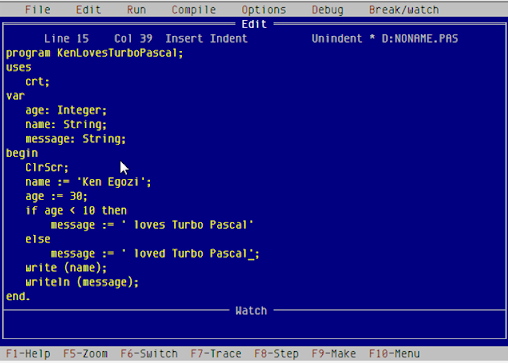 File Edit Run Compile Options Debug Break/watch
Edit
Line 15 Col 39 Insert Indent Unindent * D:NONAME.PAS
program KenLovesTurboPascal;
uses
crt;
var
age: Integer;
name: String;
message: String;
begin
ClrScr;
name := 'Ken Egozi';
age := 30;
if age < 10 then
message := ' loves Turbo Pascal'
else
message := ' loved Turbo Pascal';
write (name);
writeln (message);
end.
Watch
F1-Help F5-Zoom F6-Switch F7-Trace F8-Step F9-Make F10-Menu